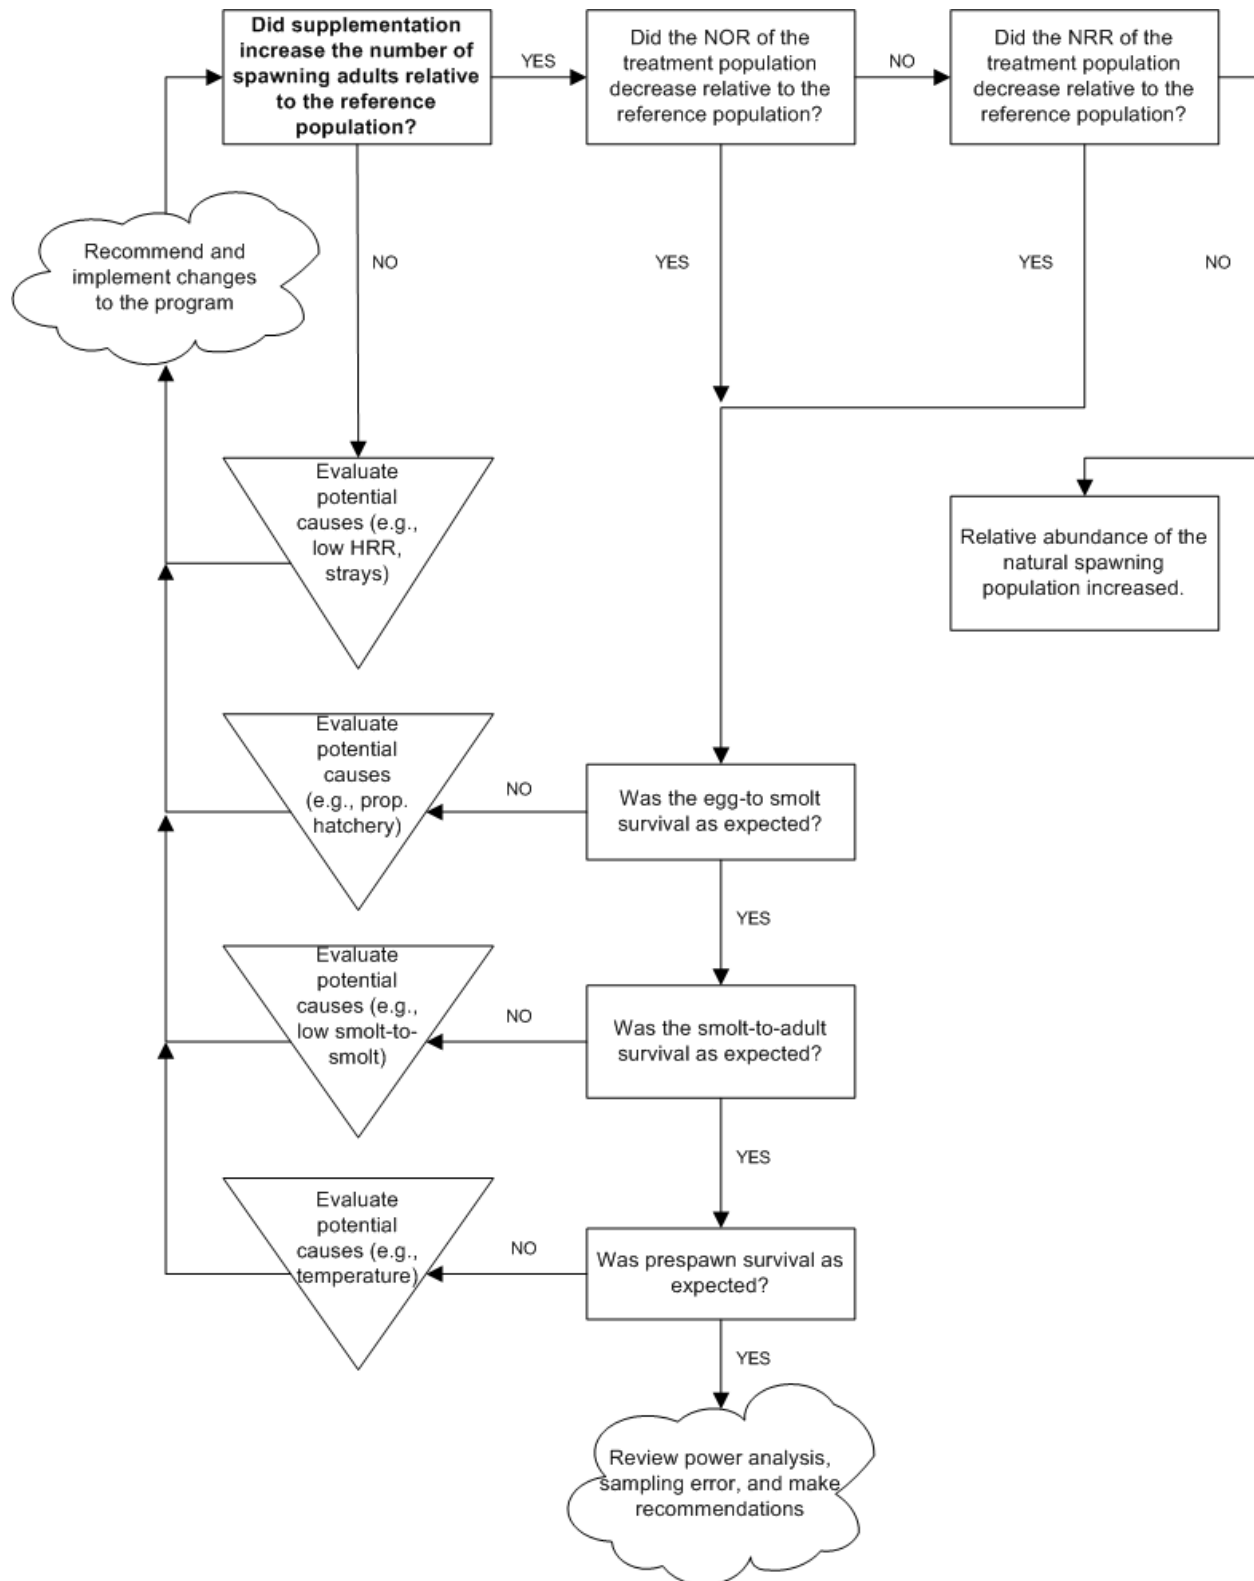 Did supplementation
increase the number of
spawning adults relative
to the reference
population?
YES
Did the NOR of the
treatment population
decrease relative to the
reference population?
NO
Did the NRR of the
treatment population
decrease relative to the
reference population?
Recommend and
implement changes
to the program
NO
YES
YES
NO
Evaluate
potential
causes (e.g.,
low HRR,
strays)
Relative abundance of the
natural spawning
population increased.
Evaluate
potential
causes
(e.g., prop.
hatchery)
NO
Was the egg-to smolt
survival as expected?
YES
Evaluate
potential
causes (e.g.,
low smolt-to-
smolt)
NO
Was the smolt-to-adult
survival as expected?
YES
Evaluate
potential
causes (e.g.,
temperature)
NO
Was prespawn survival as
expected?
YES
Review power analysis,
sampling error, and make
recommendations